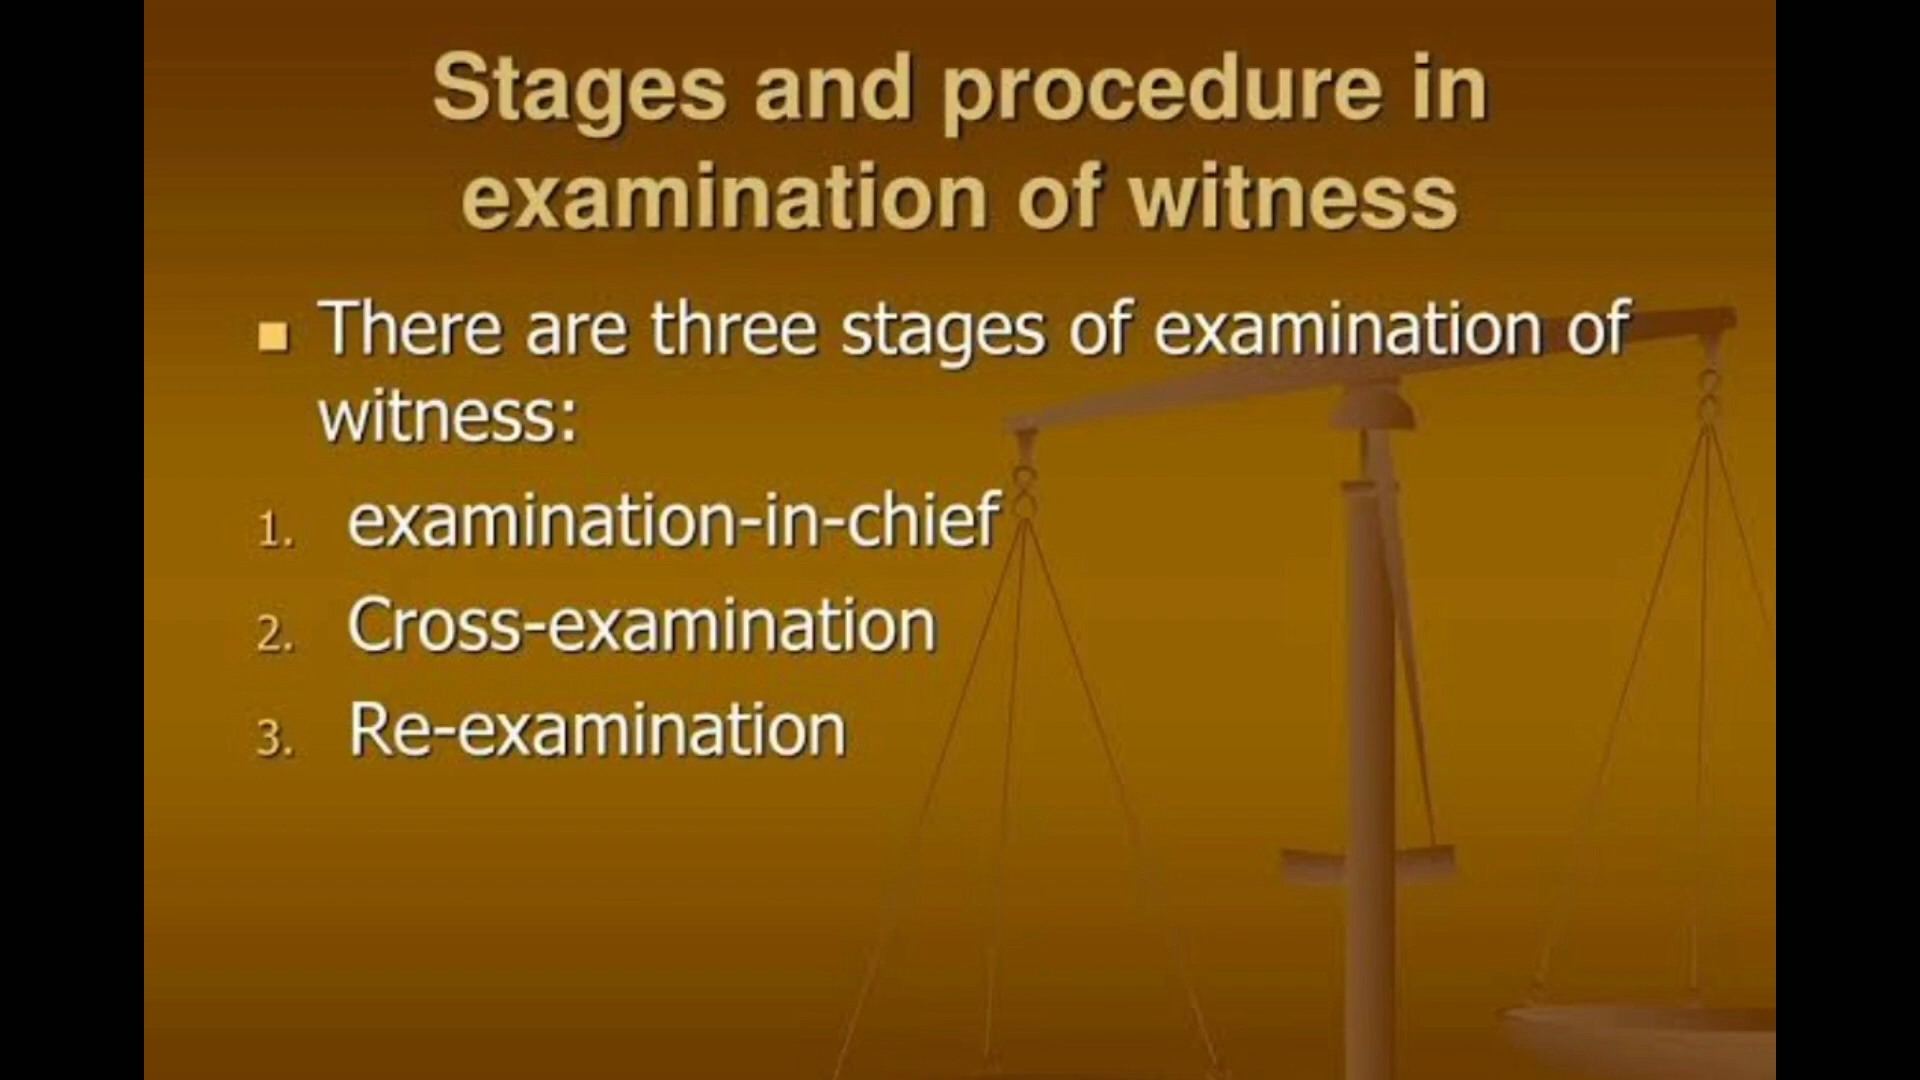 Stages and procedure in
examination of witness
There are three stages of examination of
witness:
1. examination-in-chief
2. Cross-examination
3. Re-examination